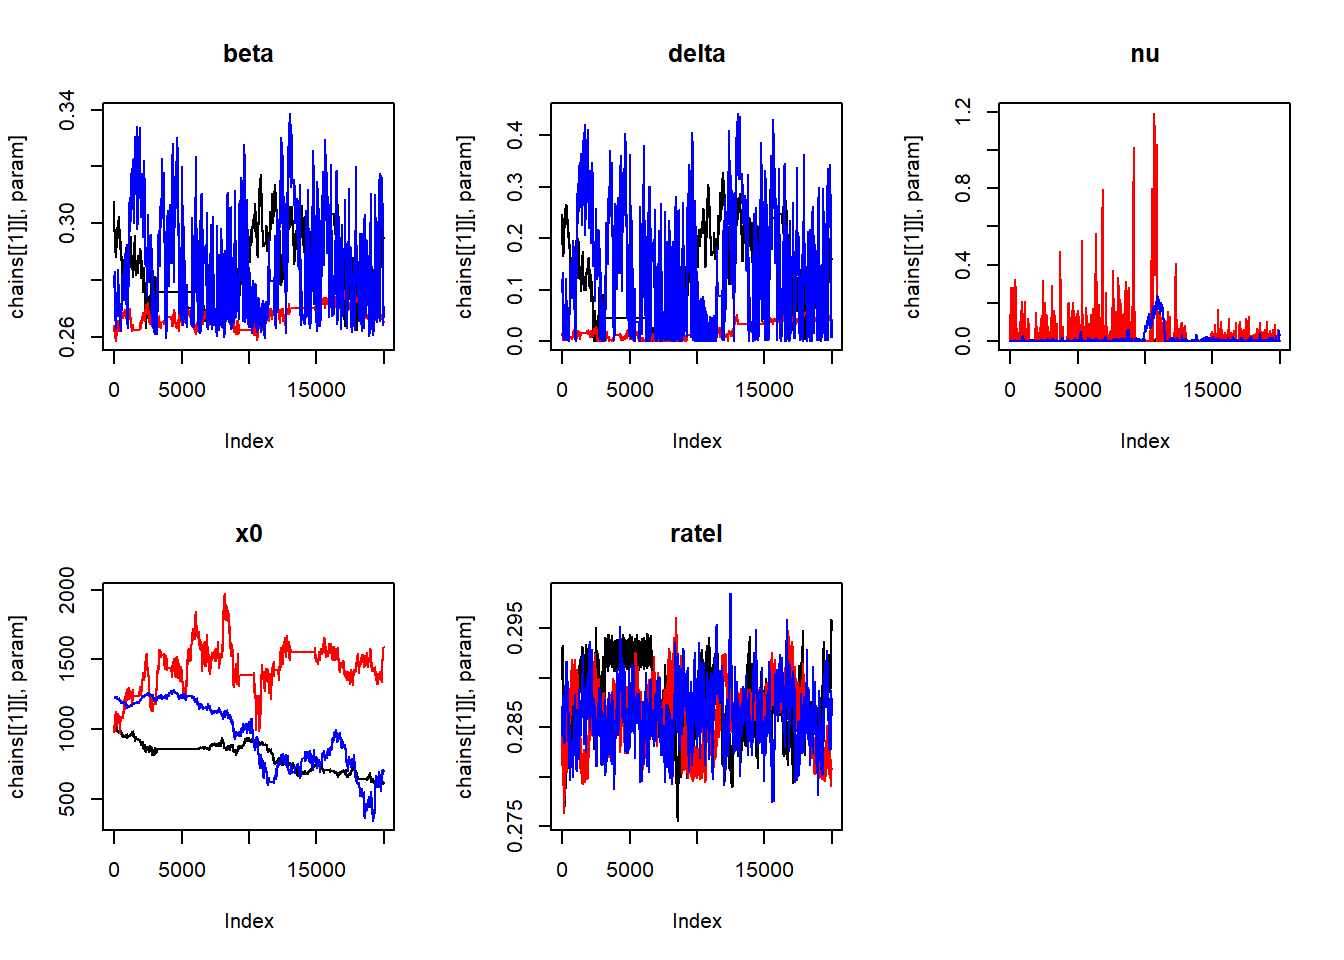 beta
chains[[1]][, param]
0.26
0.30
0.34
0
5000
15000
Index
delta
chains[[1]][, param]
0.0
0.1
0.2
0.3
0.4
0
5000
15000
Index
nu
chains[[1]][, param]
0.0
0.4
0.8
1.2
0
5000
15000
Index
x0
chains[[1]][, param]
500
1000
1500
2000
0
5000
15000
Index
ratel
chains[[1]][, param]
0.275
0.285
0.295
0
5000
15000
Index